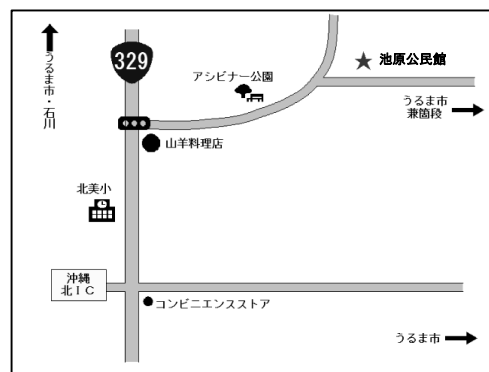 うるま市・石川
329
アシビナー公園
池原公民館
うるま市
兼箇段
山羊料理店
北美小
沖縄
北IC
コンビニエンスストア
うるま市